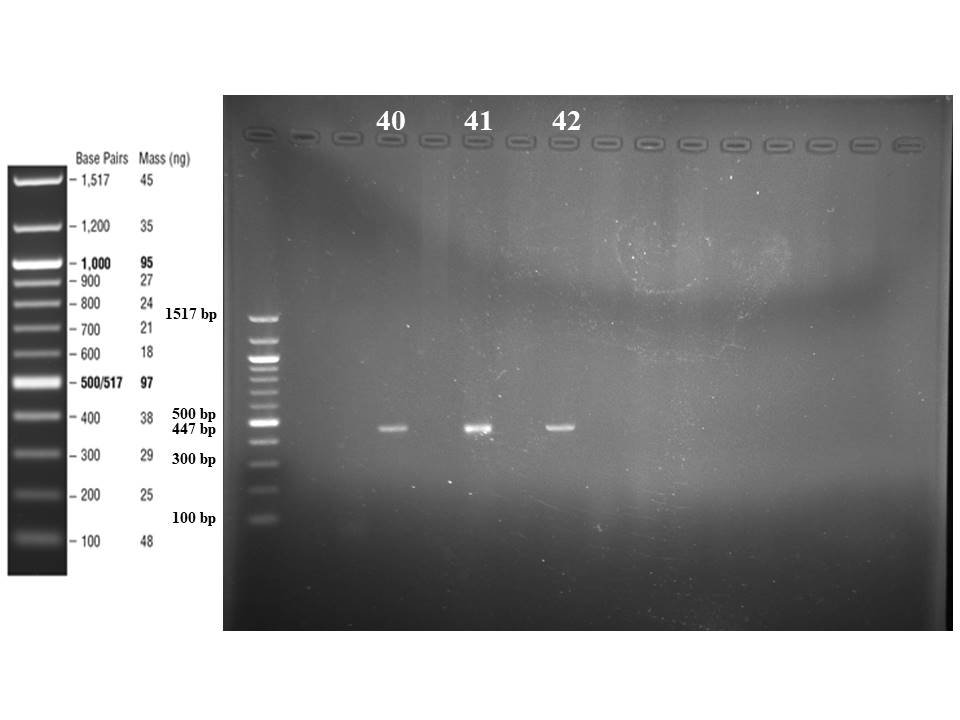 Base Pairs Mass (ng)
1,517 45
1,200 35
1,000 95
900 27
800 24
700 21
600 18
500/517 97
400 38
300 29
200 25
100 48
40 41 42
1517 bp
500 bp
447 bp
300 bp
100 bp